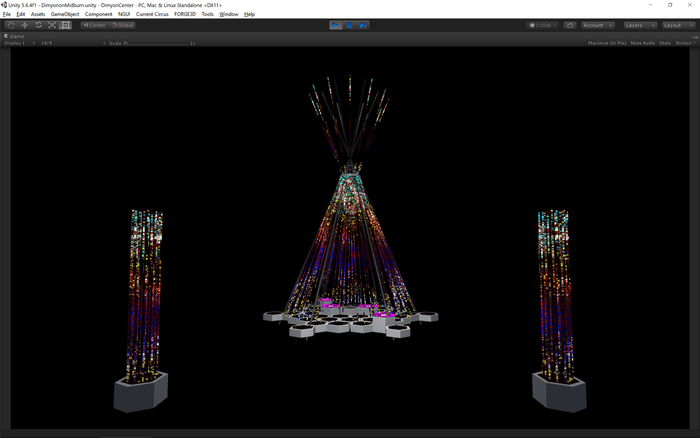 Unity 5.6.4f1 - DimyononMidburn.unity - DimyonCenter - PC, Mac & Linux Standalone <DX11>
File Edit Assets GameObject Component NGUI Current Circus FORGE3D Tools Window Help
Center Global Collab Account Layers Layout
Game
Display 1 16:9 Scale 1x Maximize On Play Mute Audio Stats Gizmos